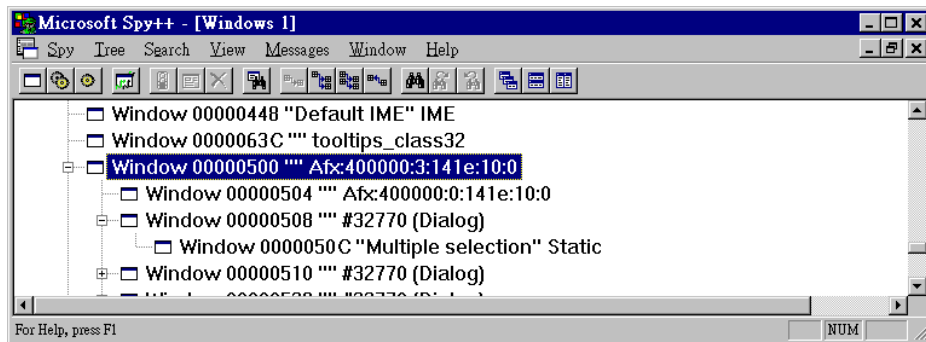 Microsoft Spy++ - [Windows 1]
Spy Tree Search View Messages Window Help
Window 00000448 "Default IME" IME
Window 0000063C "" tooltips_class32
Window 00000500 "" Afx:400000:3:141e:10:0
Window 00000504 "" Afx:400000:0:141e:10:0
Window 00000508 "" #32770 (Dialog)
Window 0000050C "Multiple selection" Static
Window 00000510 "" #32770 (Dialog)
For Help, press F1 NUM